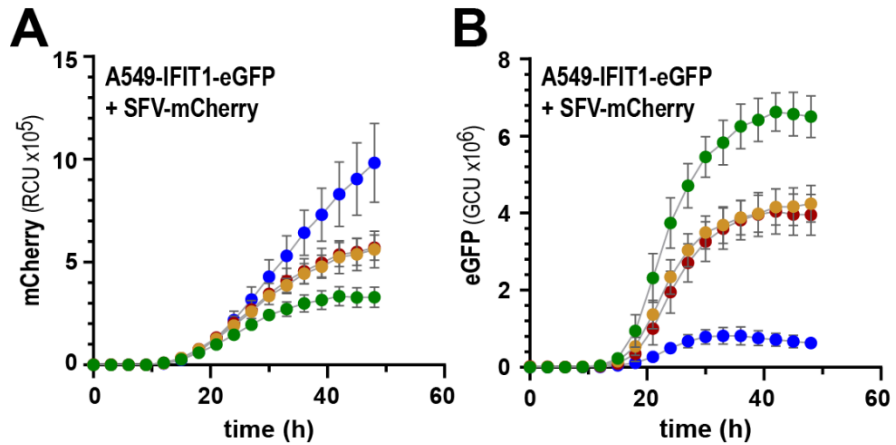 A
A549-IFIT1-eGFP
+ SFV-mCherry
mCherry (RCU x10⁵)
15
10
5
0
0 20 40 60
time (h)
B
A549-IFIT1-eGFP
+ SFV-mCherry
eGFP (GCU x10⁶)
8
6
4
2
0
0 20 40 60
time (h)